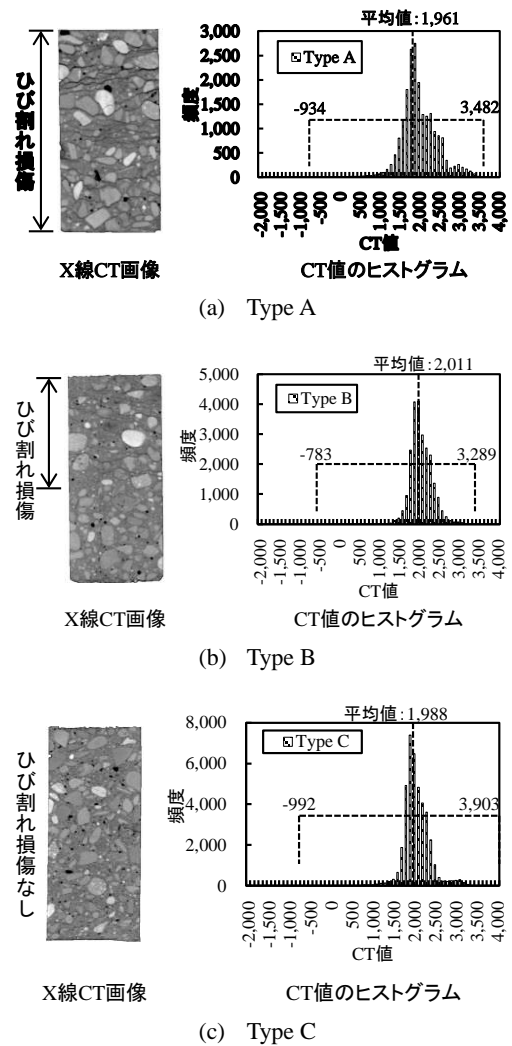 平均値:1,961
ひび割れ損傷
3,000
2,500
2,000
1,500
1,000
500
0
頻度
Type A
-934
3,482
-2,000
-1,500
-1,000
-500
0
500
1,000
1,500
2,000
2,500
3,000
3,500
4,000
CT値
X線CT画像
CT値のヒストグラム
(a) Type A
平均値:2,011
ひび割れ損傷
5,000
4,000
3,000
2,000
1,000
0
頻度
Type B
-783
3,289
-2,000
-1,500
-1,000
-500
0
500
1,000
1,500
2,000
2,500
3,000
3,500
4,000
CT値
X線CT画像
CT値のヒストグラム
(b) Type B
平均値:1,988
ひび割れ損傷なし
8,000
6,000
4,000
2,000
0
頻度
Type C
-992
3,903
-2,000
-1,500
-1,000
-500
0
500
1,000
1,500
2,000
2,500
3,000
3,500
4,000
CT値
X線CT画像
CT値のヒストグラム
(c) Type C